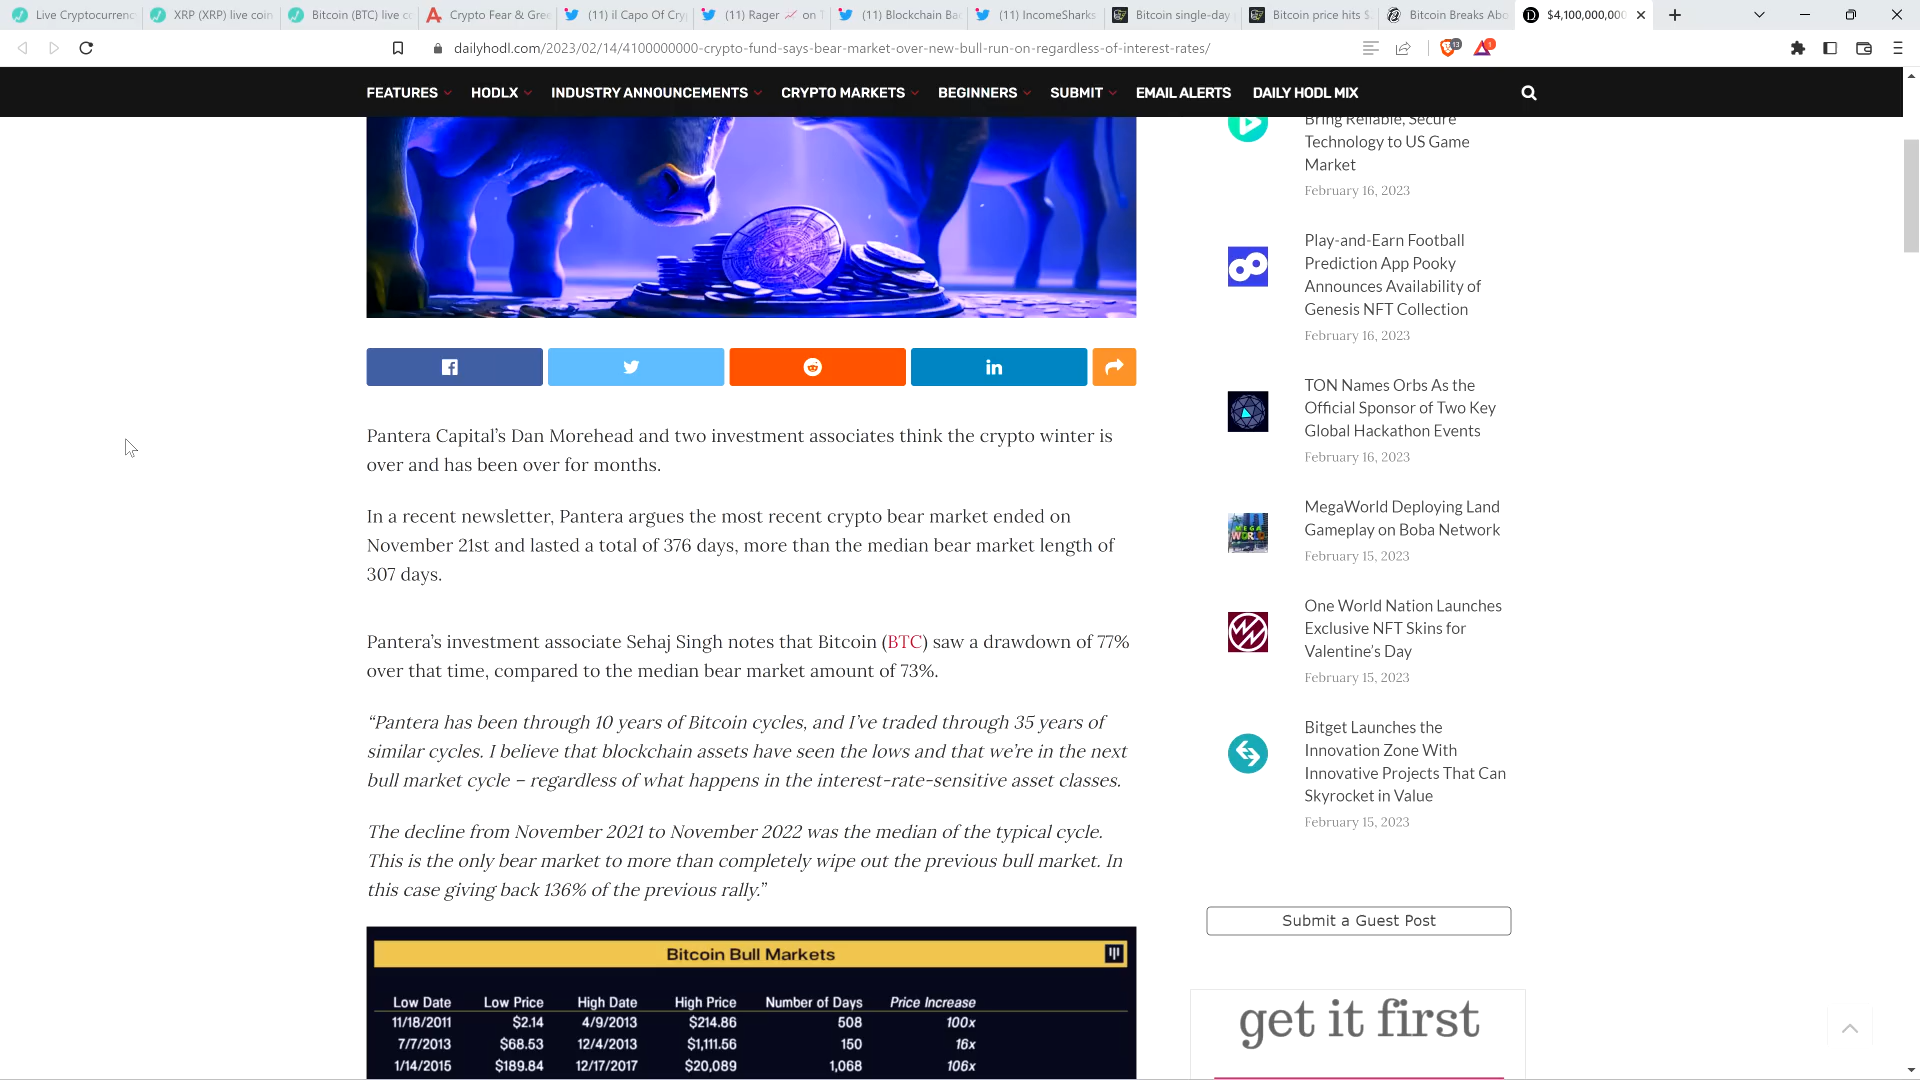 Live Cryptocurrenc
XRP (XRP) live coin
Bitcoin (BTC) live co
Crypto Fear & Gree
(11) il Capo Of Cryp
(11) Rager 📈 on T
(11) Blockchain Bac
(11) IncomeSharks
Bitcoin single-day
Bitcoin price hits $
Bitcoin Breaks Abo
$4,100,000,000
dailyhodl.com/2023/02/14/4100000000-crypto-fund-says-bear-market-over-new-bull-run-on-regardless-of-interest-rates/
FEATURES HODLX INDUSTRY ANNOUNCEMENTS CRYPTO MARKETS BEGINNERS SUBMIT EMAIL ALERTS DAILY HODL MIX
Pantera Capital's Dan Morehead and two investment associates think the crypto winter is
over and has been over for months.
In a recent newsletter, Pantera argues the most recent crypto bear market ended on
November 21st and lasted a total of 376 days, more than the median bear market length of
307 days.
Pantera's investment associate Sehaj Singh notes that Bitcoin (BTC) saw a drawdown of 77%
over that time, compared to the median bear market amount of 73%.
“Pantera has been through 10 years of Bitcoin cycles, and I've traded through 35 years of
similar cycles. I believe that blockchain assets have seen the lows and that we're in the next
bull market cycle – regardless of what happens in the interest-rate-sensitive asset classes.
The decline from November 2021 to November 2022 was the median of the typical cycle.
This is the only bear market to more than completely wipe out the previous bull market. In
this case giving back 136% of the previous rally.”
Bitcoin Bull Markets
Low Date Low Price High Date High Price Number of Days Price Increase
11/18/2011 $2.14 4/9/2013 $214.86 508 100x
7/7/2013 $68.53 12/4/2013 $1,111.56 150 16x
1/14/2015 $189.84 12/17/2017 $20,089 1,068 106x
Bring Reliable, Secure
Technology to US Game
Market
February 16, 2023
Play-and-Earn Football
Prediction App Pooky
Announces Availability of
Genesis NFT Collection
February 16, 2023
TON Names Orbs As the
Official Sponsor of Two Key
Global Hackathon Events
February 16, 2023
MEGA
WORLD
MegaWorld Deploying Land
Gameplay on Boba Network
February 15, 2023
One World Nation Launches
Exclusive NFT Skins for
Valentine's Day
February 15, 2023
Bitget Launches the
Innovation Zone With
Innovative Projects That Can
Skyrocket in Value
February 15, 2023
Submit a Guest Post
get it first